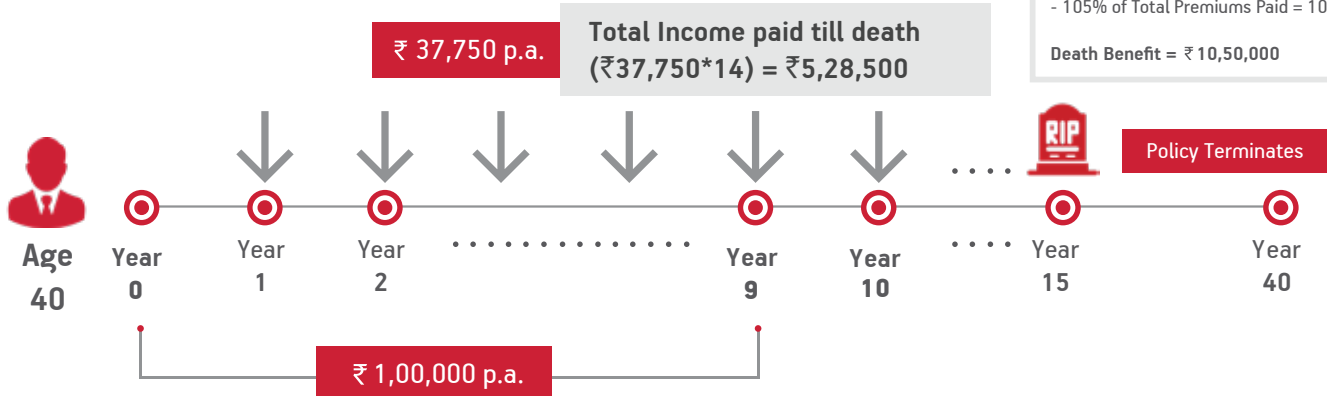 - 105% of Total Premiums Paid = 10
Death Benefit = ₹ 10,50,000
₹ 37,750 p.a.
Total Income paid till death
(₹37,750*14) = ₹5,28,500
RIP
Policy Terminates
Age
40
Year
0
Year
1
Year
2
Year
9
Year
10
Year
15
Year
40
₹ 1,00,000 p.a.